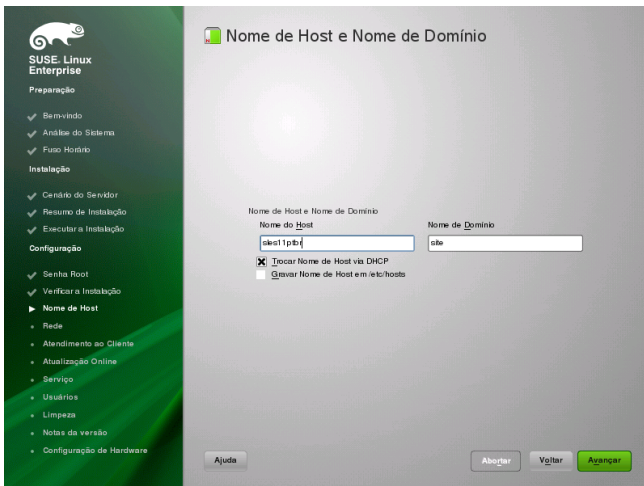 SUSE. Linux
Enterprise
Preparação
Bem-vindo
Análise do Sistema
Fuso Horário
Instalação
Cenário do Servidor
Resumo de Instalação
Executar a Instalação
Configuração
Senha Root
Verificar a Instalação
Nome de Host
Rede
Atendimento ao Cliente
Atualização Online
Serviço
Usuários
Limpeza
Notas da versão
Configuração de Hardware
Nome de Host e Nome de Domínio
Nome de Host e Nome de Domínio
Nome do Host
Nome de Domínio
sles11ptbr
site
Trocar Nome de Host via DHCP
Gravar Nome de Host em /etc/hosts
Ajuda
Abortar
Voltar
Avançar